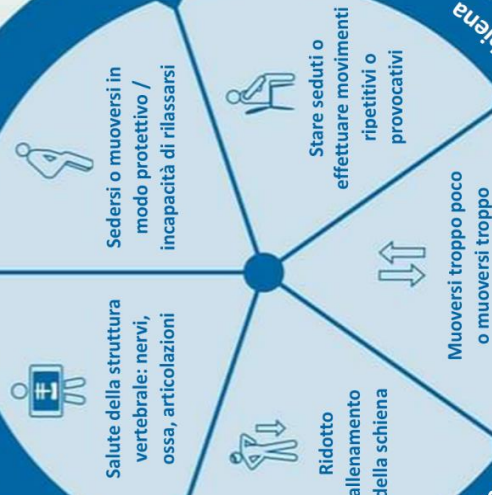 Sedersi o muoversi in
modo protettivo /
incapacità di rilassarsi
Stare seduti o
effettuare movimenti
ripetitivi o
provocativi
Salute della struttura
vertebrale: nervi,
ossa, articolazioni
Ridotto
allenamento
della schiena
Muoversi troppo poco
o muoversi troppo